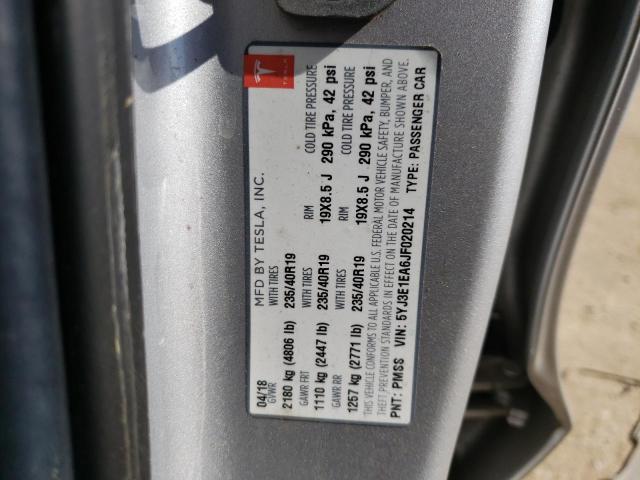 TESLA
04/18 MFD BY TESLA, INC.
GVWR WITH TIRES RIM COLD TIRE PRESSURE
2180 kg (4806 lb) 235/40R19 19X8.5 J 290 kPa, 42 psi
GAWR FRT WITH TIRES RIM COLD TIRE PRESSURE
1110 kg (2447 lb) 235/40R19 19X8.5 J 290 kPa, 42 psi
GAWR RR WITH TIRES
1257 kg (2771 lb) 235/40R19
THIS VEHICLE CONFORMS TO ALL APPLICABLE U.S. FEDERAL MOTOR VEHICLE SAFETY, BUMPER, AND
THEFT PREVENTION STANDARDS IN EFFECT ON THE DATE OF MANUFACTURE SHOWN ABOVE.
PNT: PMSS VIN: 5YJ3E1EA6JF020214 TYPE: PASSENGER CAR